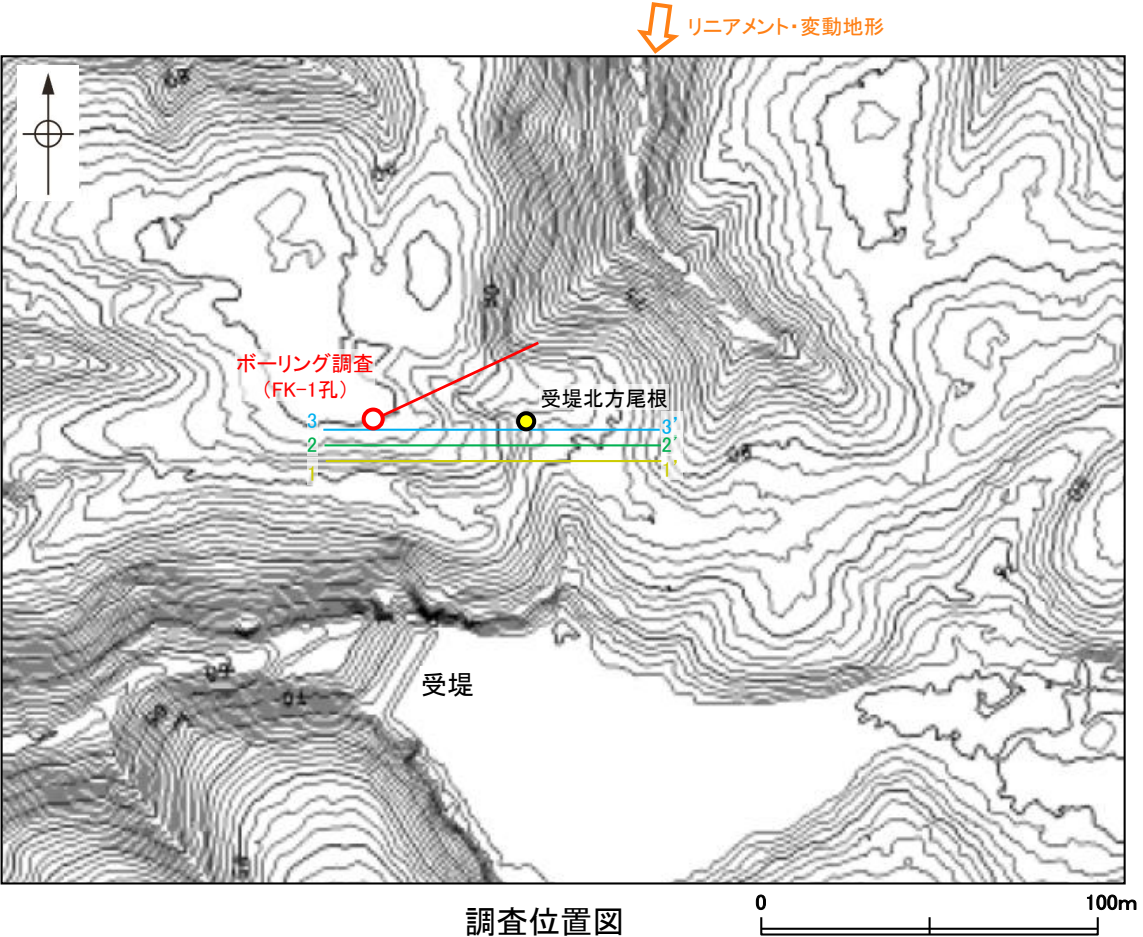 リニアメント・変動地形
ボーリング調査
（FK-1孔）
受堤北方尾根
3 3'
2 2'
1 1'
受堤
調査位置図
0 100m